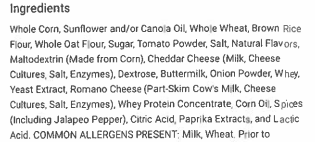 Ingredients
Whole Corn, Sunflower and/or Canola Oil, Whole Wheat, Brown Rice
Flour, Whole Oat Flour, Sugar, Tomato Powder, Salt, Natural Flavors,
Maltodextrin (Made from Corn), Cheddar Cheese (Milk, Cheese
Cultures, Salt, Enzymes), Dextrose, Buttermilk, Onion Powder, Whey,
Yeast Extract, Romano Cheese (Part-Skim Cow's Milk, Cheese
Cultures, Salt, Enzymes), Whey Protein Concentrate, Corn Oil, Spices
(Including Jalapeo Pepper), Citric Acid, Paprika Extracts, and Lactic
Acid. COMMON ALLERGENS PRESENT: Milk, Wheat. Prior to